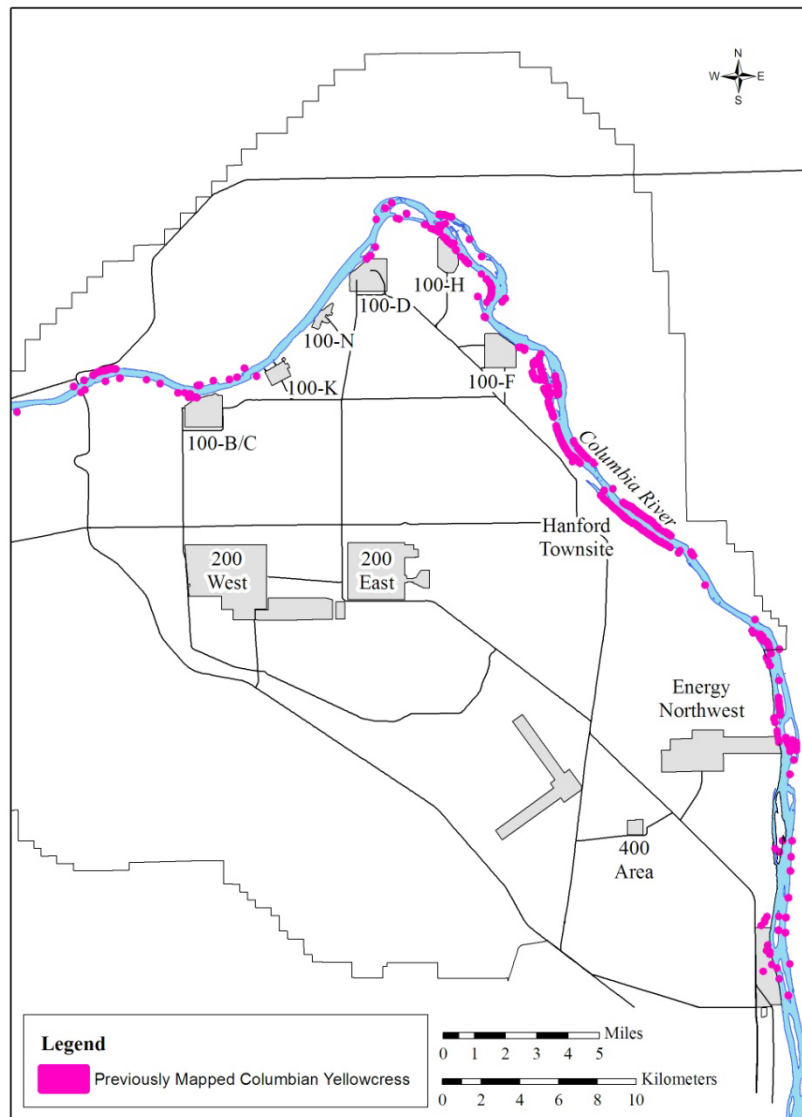 N
W E
S
100-H
100-D
100-N
100-F
100-K
100-B/C
Columbia River
Hanford
Townsite
200
West
200
East
Energy
Northwest
400
Area
Legend
Previously Mapped Columbian Yellowcress
Miles
0 1 2 3 4 5
Kilometers
0 2 4 6 8 10